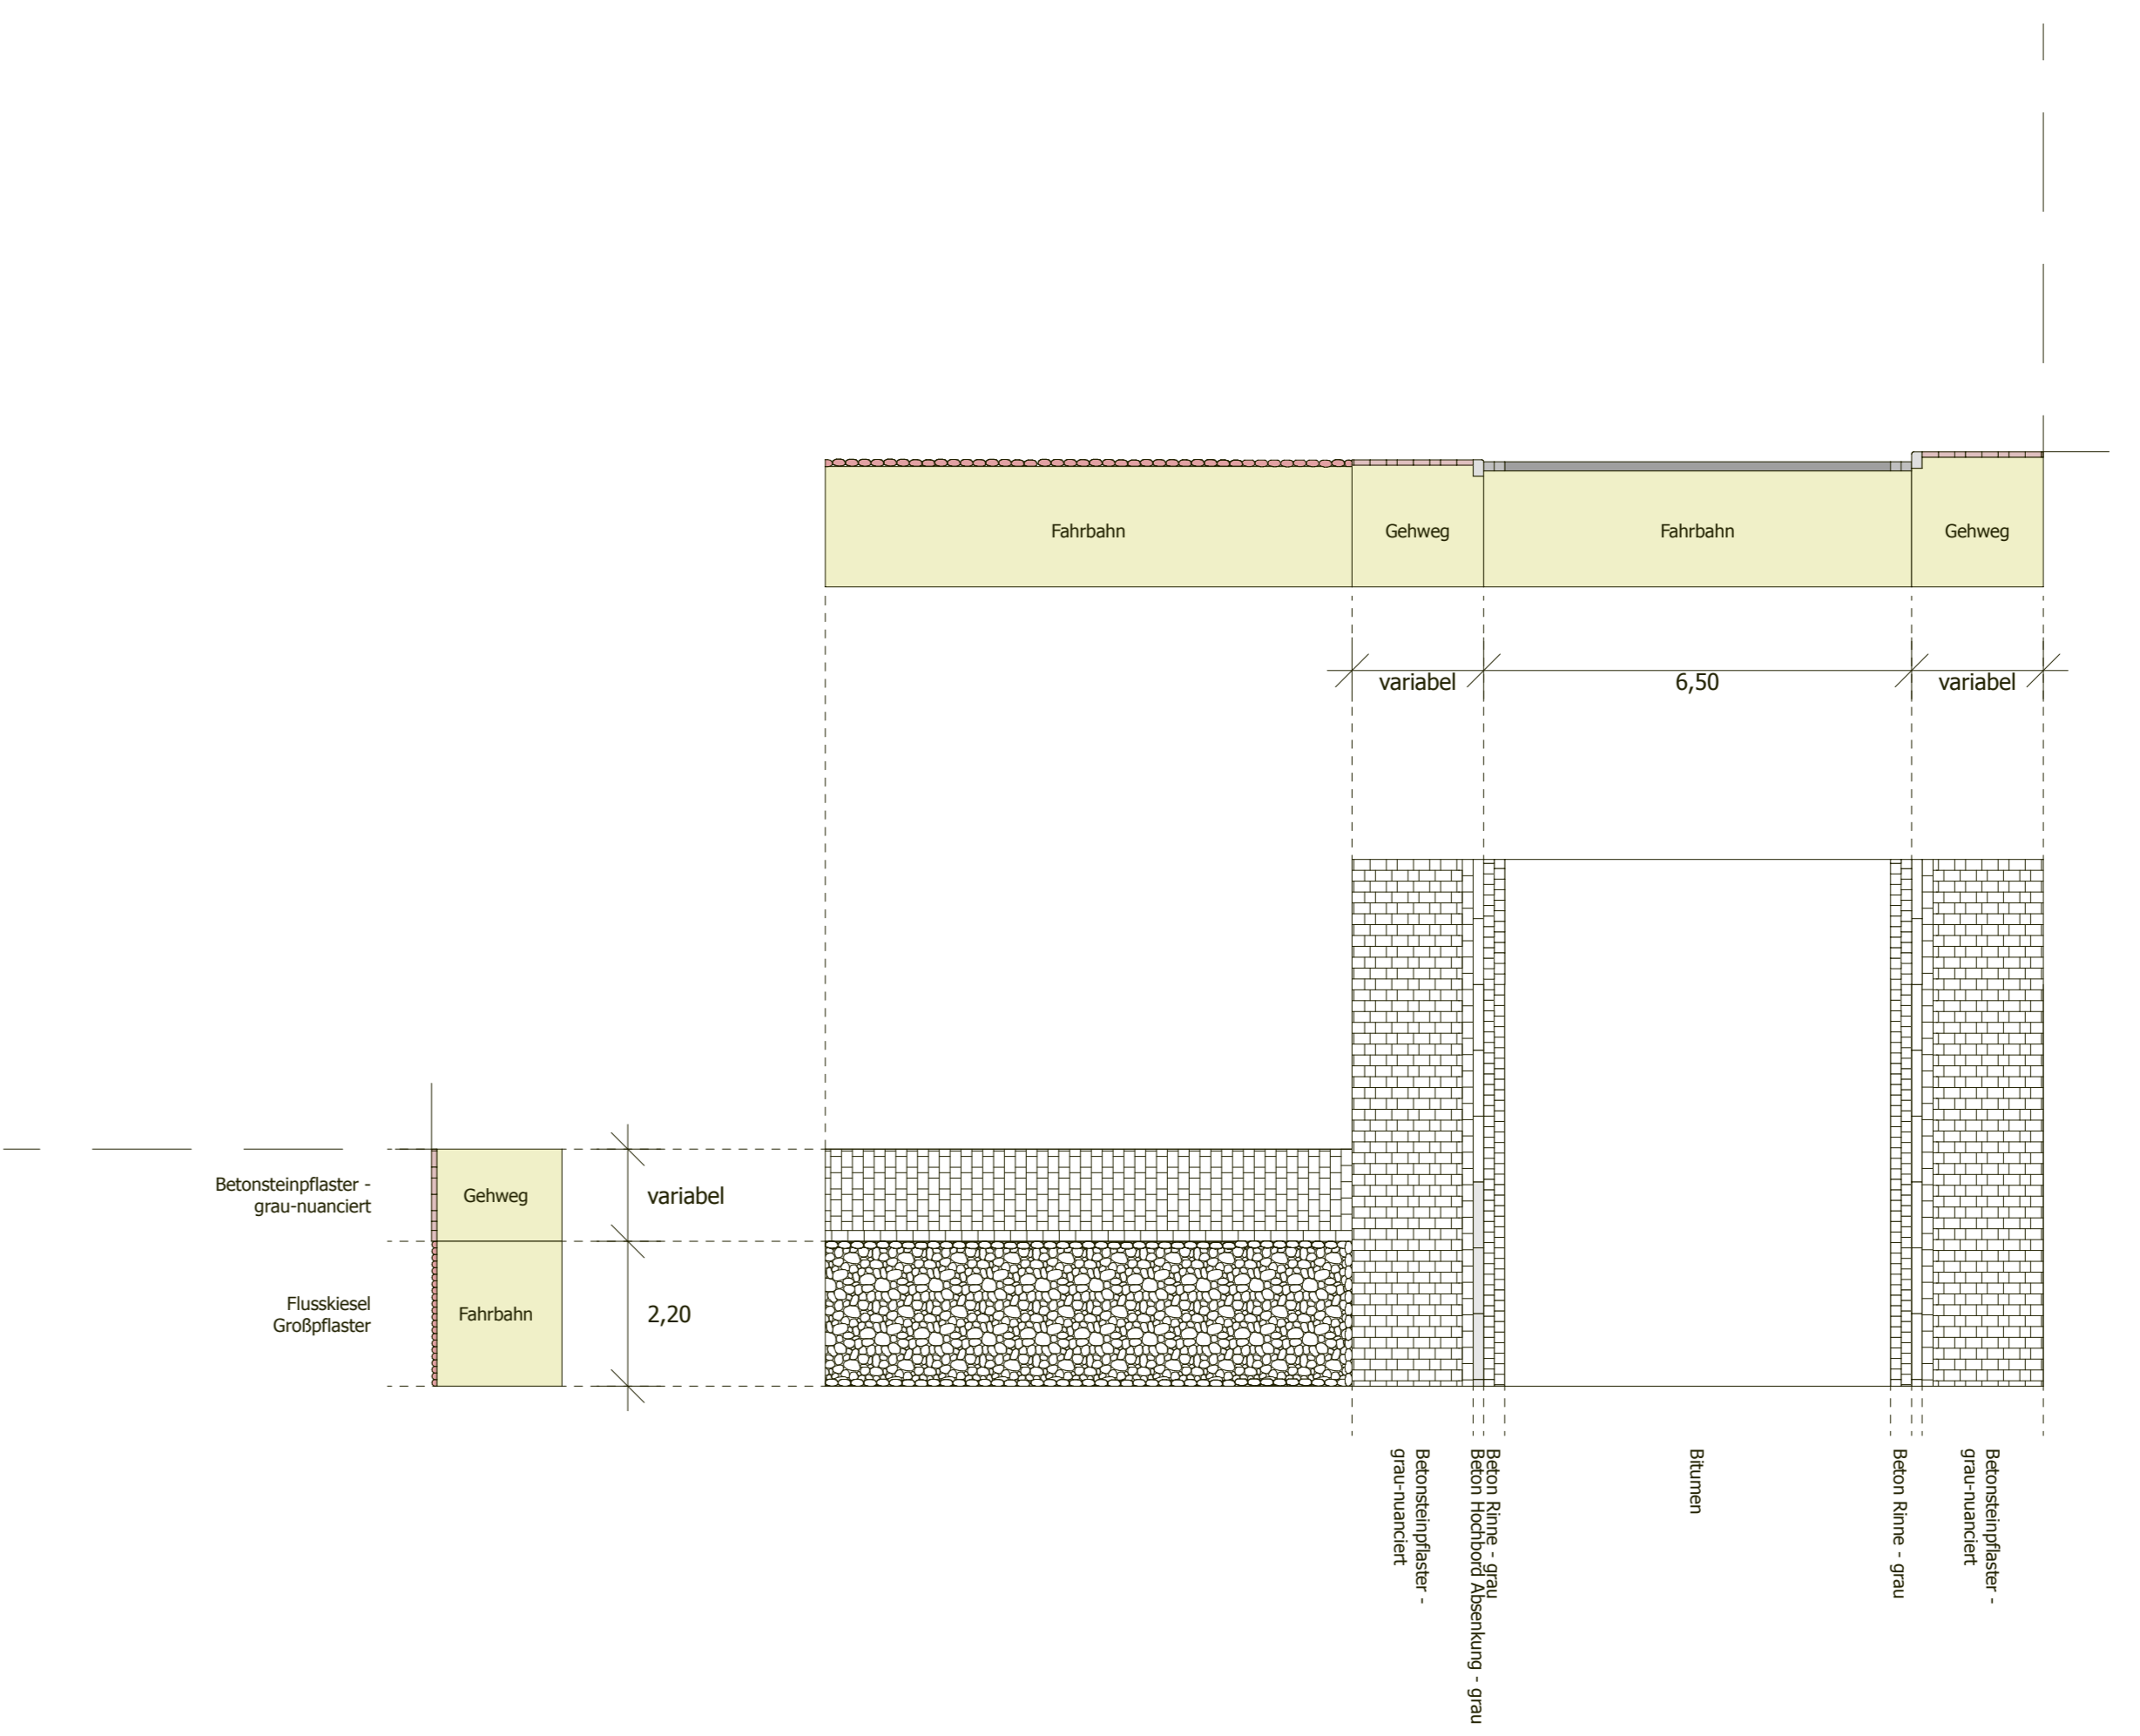 Fahrbahn
Gehweg
Fahrbahn
Gehweg
variabel
6,50
variabel
Betonsteinpflaster -
grau-nuanciert
Gehweg
variabel
Flusskiesel
Großpflaster
Fahrbahn
2,20
Betonsteinpflaster -
grau-nuanciert
Beton Rinne - grau
Beton Hochbord Absenkung - grau
Bitumen
Beton Rinne - grau
Betonsteinpflaster -
grau-nuanciert